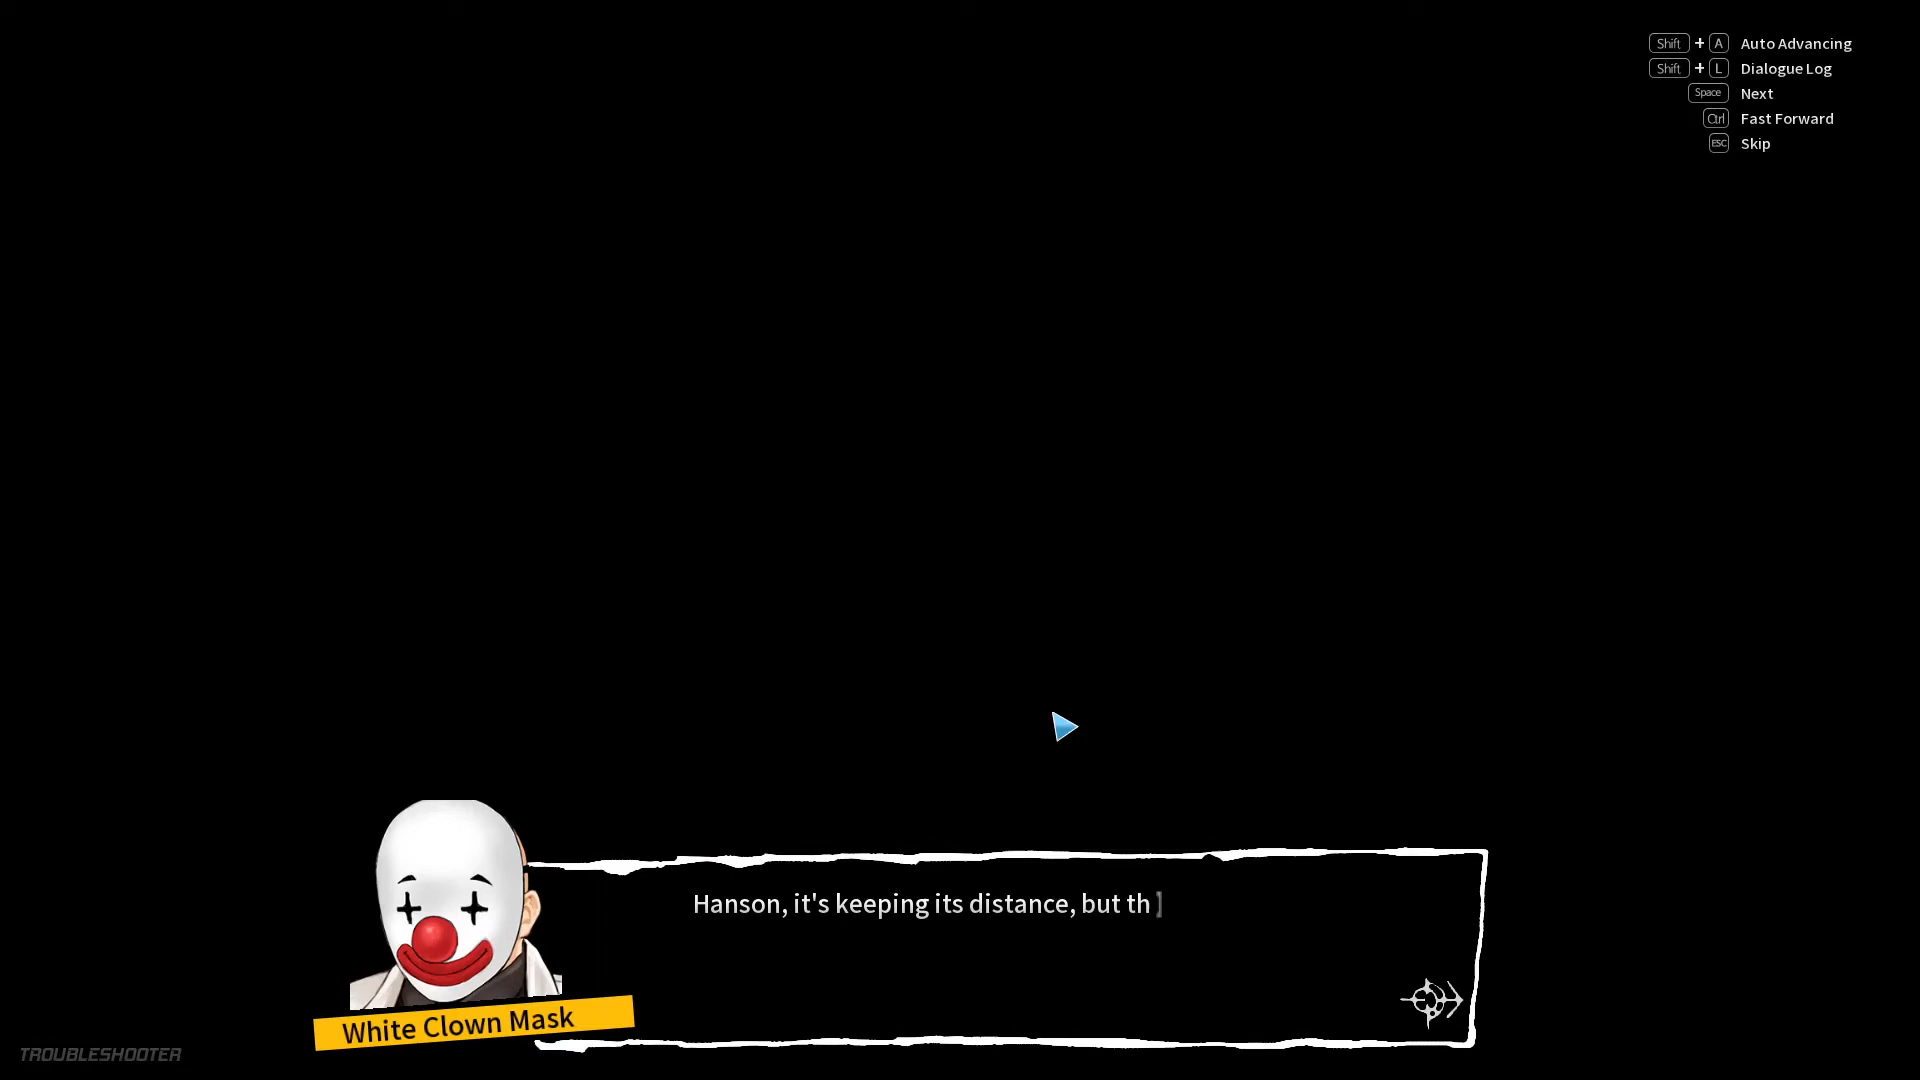 Shift + A Auto Advancing
Shift + L Dialogue Log
Space Next
Ctrl Fast Forward
ESC Skip
Hanson, it's keeping its distance, but th
White Clown Mask
TROUBLESHOOTER